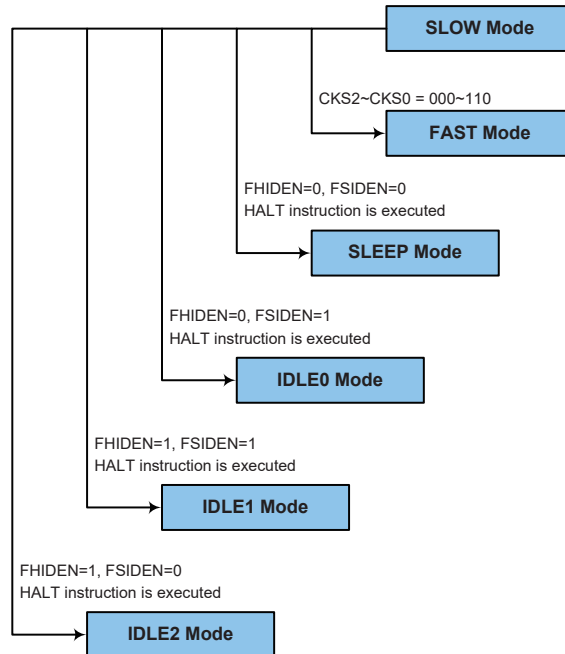 SLOW Mode
CKS2~CKS0 = 000~110
FAST Mode
FHIDEN=0, FSIDEN=0
HALT instruction is executed
SLEEP Mode
FHIDEN=0, FSIDEN=1
HALT instruction is executed
IDLE0 Mode
FHIDEN=1, FSIDEN=1
HALT instruction is executed
IDLE1 Mode
FHIDEN=1, FSIDEN=0
HALT instruction is executed
IDLE2 Mode